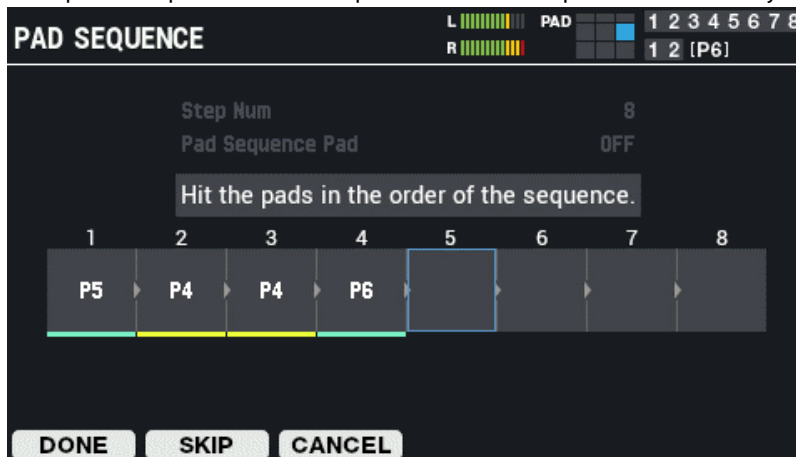 PAD SEQUENCE
L
R
PAD
1 2 3 4 5 6 7 8
1 2 [P6]
Step Num 8
Pad Sequence Pad OFF
Hit the pads in the order of the sequence.
1 2 3 4 5 6 7 8
P5 P4 P4 P6
DONE SKIP CANCEL